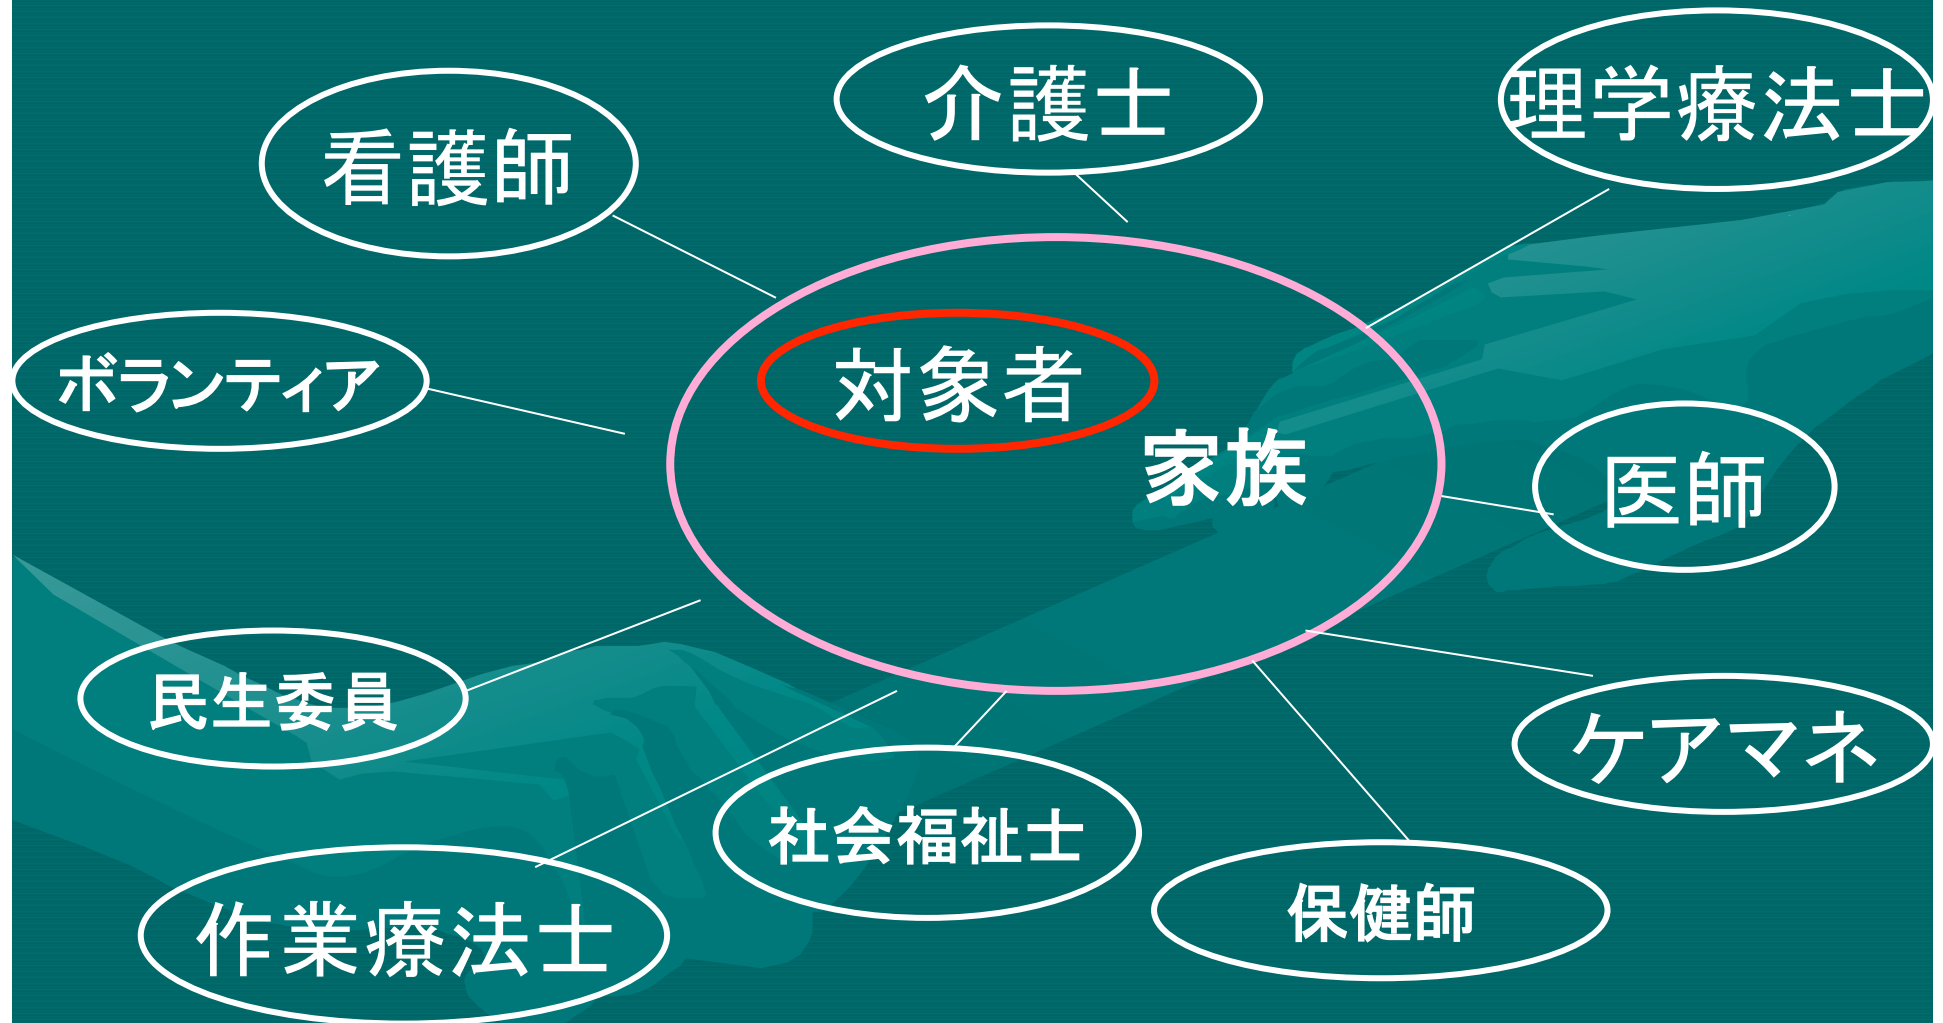 介護士
理学療法士
看護師
ボランティア
対象者
家族
医師
民生委員
ケアマネ
社会福祉士
保健師
作業療法士